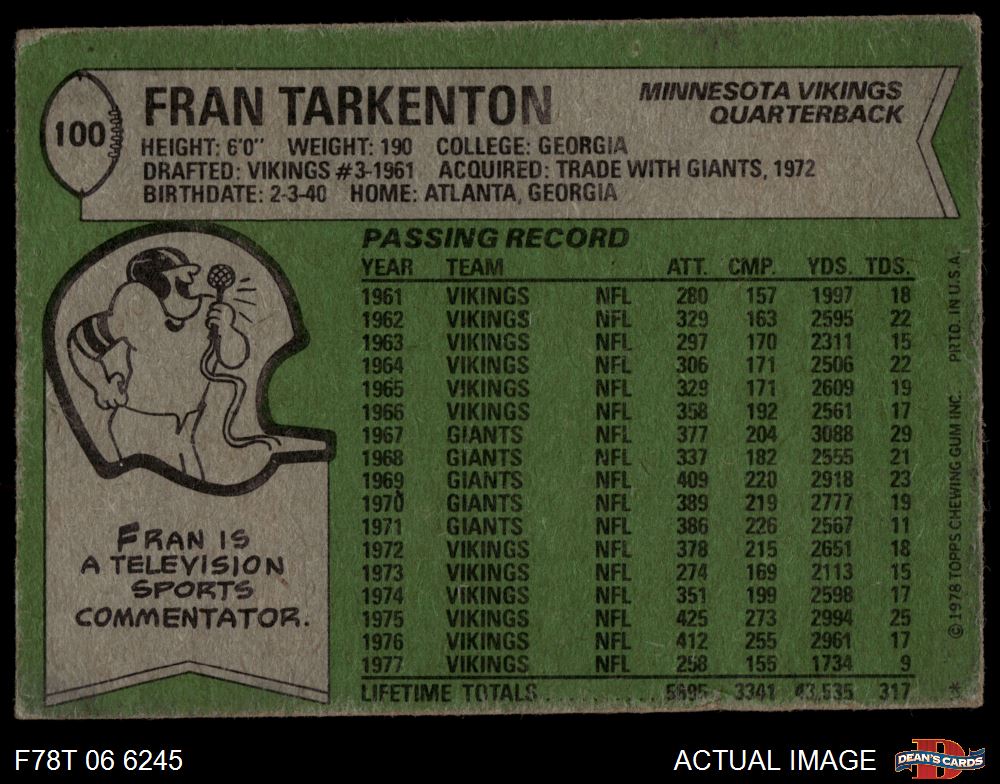 100
FRAN TARKENTON
MINNESOTA VIKINGS
QUARTERBACK
HEIGHT: 6'0" WEIGHT: 190 COLLEGE: GEORGIA
DRAFTED: VIKINGS #3-1961 ACQUIRED: TRADE WITH GIANTS, 1972
BIRTHDATE: 2-3-40 HOME: ATLANTA, GEORGIA
PASSING RECORD
YEAR TEAM ATT. CMP. YDS. TDS.
1961 VIKINGS NFL 280 157 1997 18
1962 VIKINGS NFL 329 163 2595 22
1963 VIKINGS NFL 297 170 2311 15
1964 VIKINGS NFL 306 171 2506 22
1965 VIKINGS NFL 329 171 2609 19
1966 VIKINGS NFL 358 192 2561 17
1967 GIANTS NFL 377 204 3088 29
1968 GIANTS NFL 337 182 2555 21
1969 GIANTS NFL 409 220 2918 23
1970 GIANTS NFL 389 219 2777 19
1971 GIANTS NFL 386 226 2567 11
1972 VIKINGS NFL 378 215 2651 18
1973 VIKINGS NFL 274 169 2113 15
1974 VIKINGS NFL 351 199 2598 17
1975 VIKINGS NFL 425 273 2994 25
1976 VIKINGS NFL 412 255 2961 17
1977 VIKINGS NFL 258 155 1734 9
LIFETIME TOTALS . . . . . . . . . . . 5895 3341 43,535 317
FRAN IS
A TELEVISION
SPORTS
COMMENTATOR.
* © 1978 TOPPS CHEWING GUM INC. PRTD. IN U.S.A.
F78T 06 6245
ACTUAL IMAGE
DEAN'S CARDS